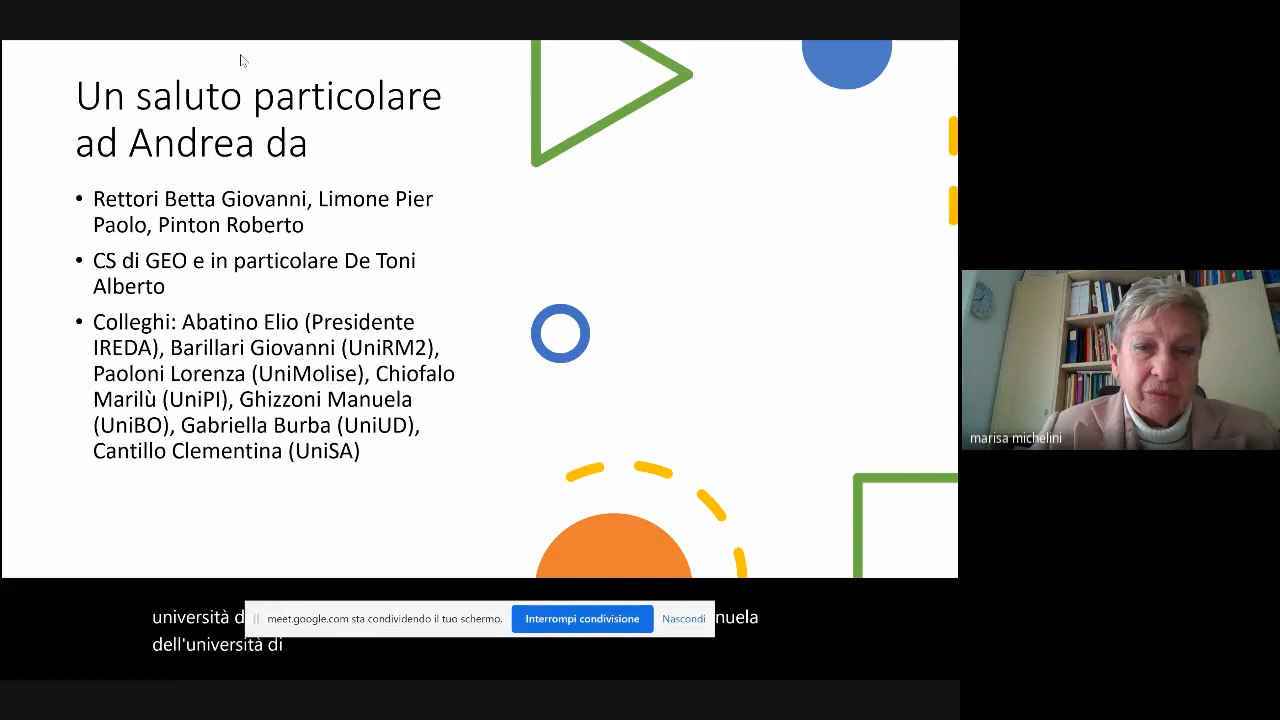 Un saluto particolare
ad Andrea da
• Rettori Betta Giovanni, Limone Pier
Paolo, Pinton Roberto
• CS di GEO e in particolare De Toni
Alberto
• Colleghi: Abatino Elio (Presidente
IREDA), Barillari Giovanni (UniRM2),
Paoloni Lorenza (UniMolise), Chiofalo
Marilù (UniPI), Ghizzoni Manuela
(UniBO), Gabriella Burba (UniUD),
Cantillo Clementina (UniSA)
marisa michelini
università d
nuela
meet.google.com sta condividendo il tuo schermo. Interrompi condivisione Nascondi
dell'università di